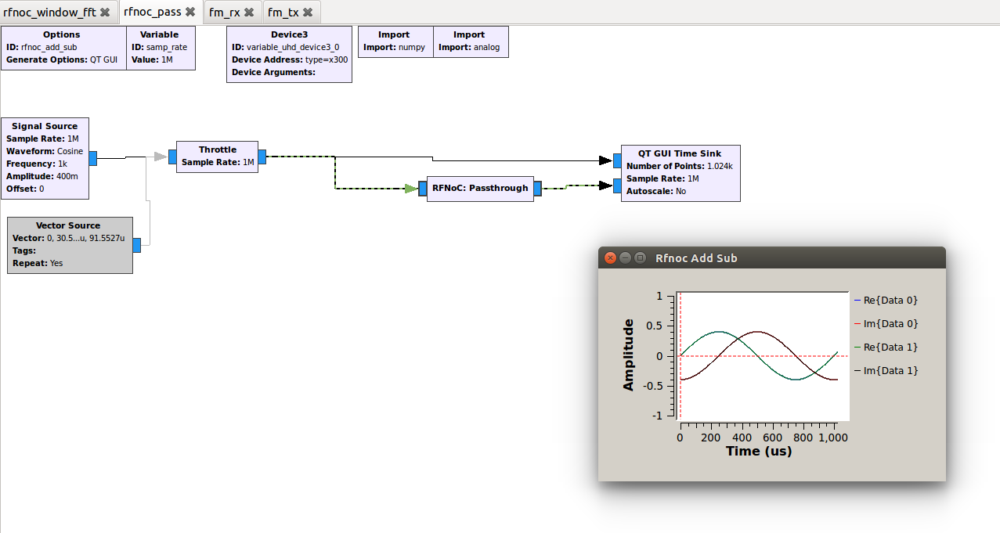 rfnoc_window_fft
rfnoc_pass
fm_rx
fm_tx
Options
ID: rfnoc_add_sub
Generate Options: QT GUI
Variable
ID: samp_rate
Value: 1M
Device3
ID: variable_uhd_device3_0
Device Address: type=x300
Device Arguments:
Import
Import: numpy
Import
Import: analog
Signal Source
Sample Rate: 1M
Waveform: Cosine
Frequency: 1k
Amplitude: 400m
Offset: 0
Throttle
Sample Rate: 1M
RFNoC: Passthrough
QT GUI Time Sink
Number of Points: 1.024k
Sample Rate: 1M
Autoscale: No
Vector Source
Vector: 0, 30.5...u, 91.5527u
Tags:
Repeat: Yes
Rfnoc Add Sub
Amplitude
1
0.5
0
-0.5
-1
0 200 400 600 800 1,000
Time (us)
Re{Data 0}
Im{Data 0}
Re{Data 1}
Im{Data 1}